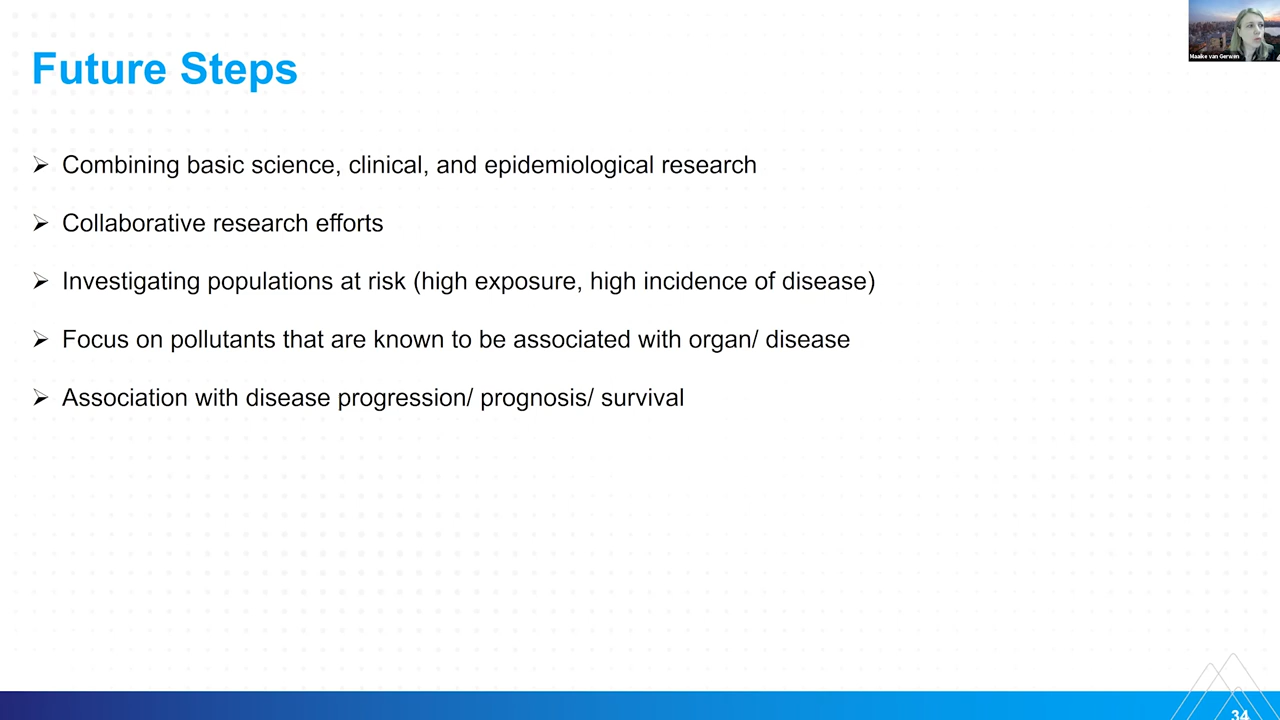 Maaike van Gerwen
Future Steps
➢ Combining basic science, clinical, and epidemiological research
➢ Collaborative research efforts
➢ Investigating populations at risk (high exposure, high incidence of disease)
➢ Focus on pollutants that are known to be associated with organ/ disease
➢ Association with disease progression/ prognosis/ survival
34